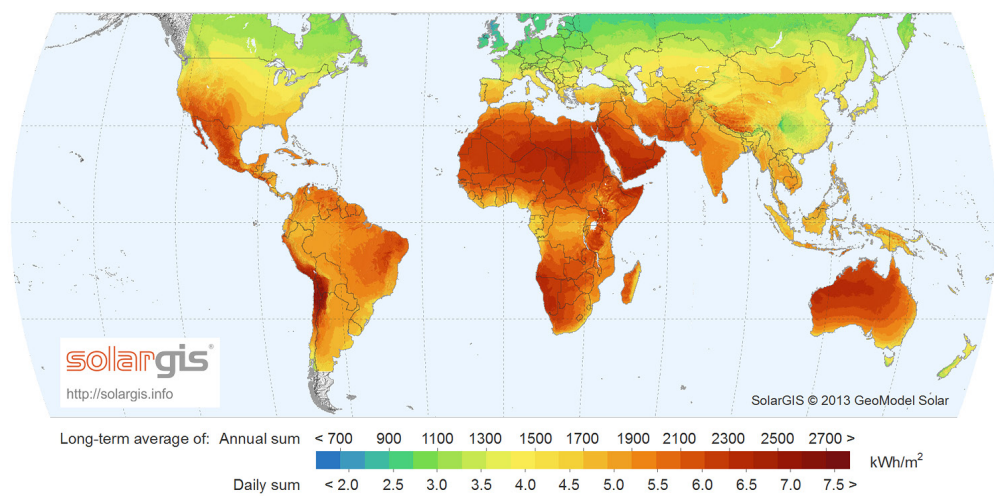 solargis®
http://solargis.info
SolarGIS © 2013 GeoModel Solar
Long-term average of: Annual sum < 700 900 1100 1300 1500 1700 1900 2100 2300 2500 2700 >
kWh/m²
Daily sum < 2.0 2.5 3.0 3.5 4.0 4.5 5.0 5.5 6.0 6.5 7.0 7.5 >